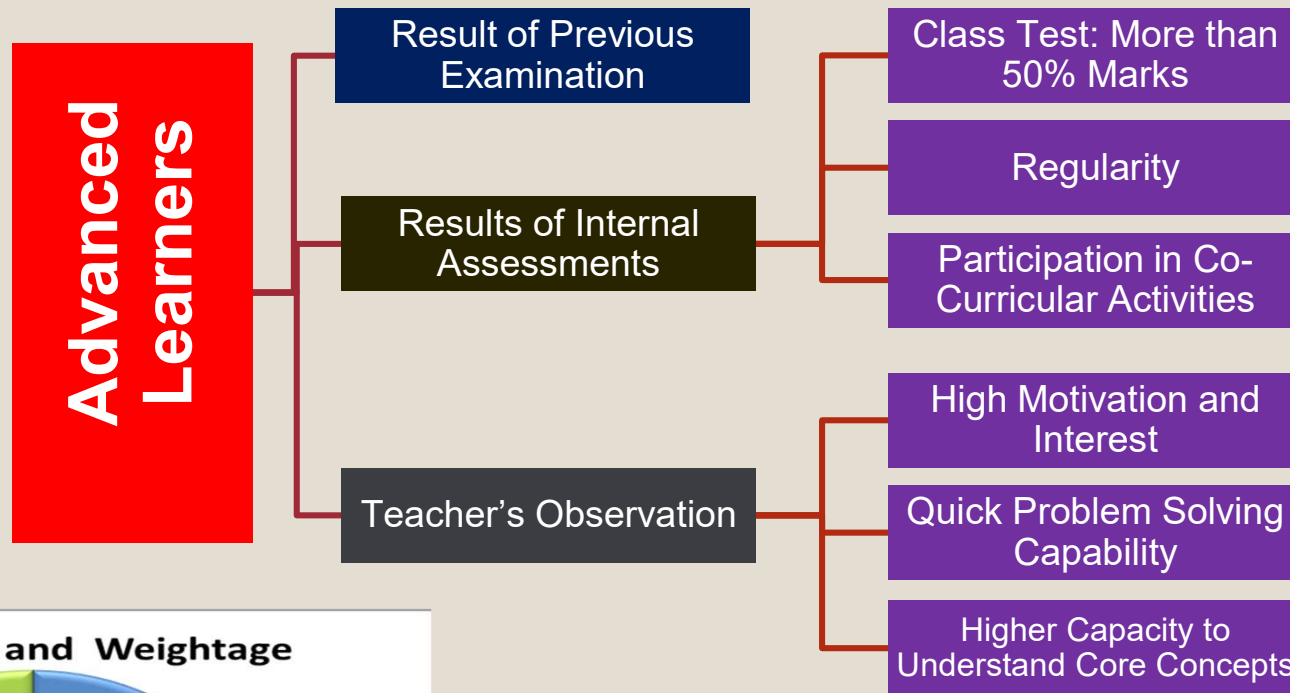 Advanced
Learners
Result of Previous
Examination
Results of Internal
Assessments
Teacher’s Observation
Class Test: More than
50% Marks
Regularity
Participation in Co-
Curricular Activities
High Motivation and
Interest
Quick Problem Solving
Capability
Higher Capacity to
Understand Core Concepts
and Weightage